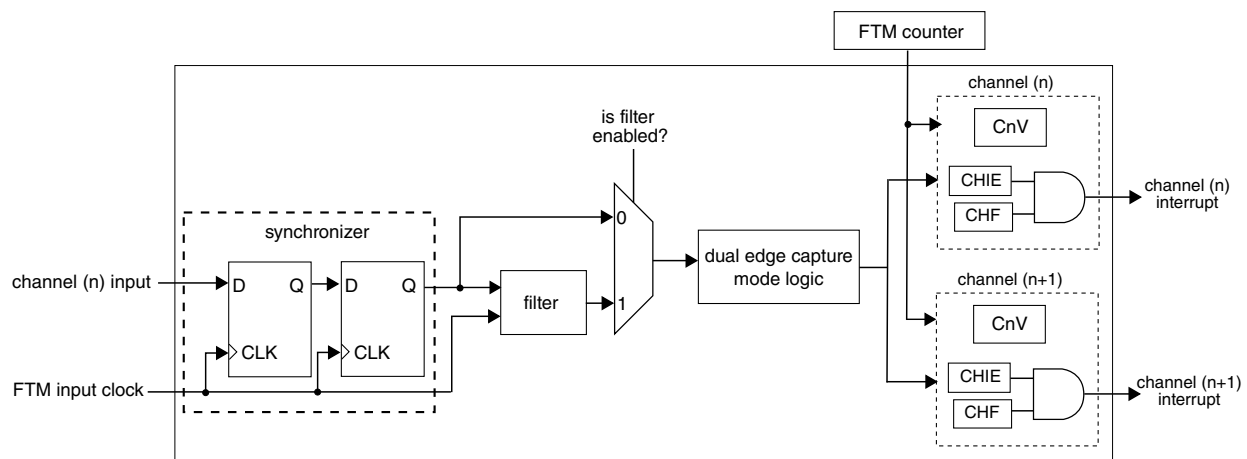 FTM counter
channel (n)
CnV
is filter
enabled?
CHIE
CHF
channel (n)
interrupt
0
synchronizer
dual edge capture
mode logic
channel (n) input
D
Q
D
Q
filter
1
channel (n+1)
CnV
CLK
CLK
FTM input clock
CHIE
CHF
channel (n+1)
interrupt